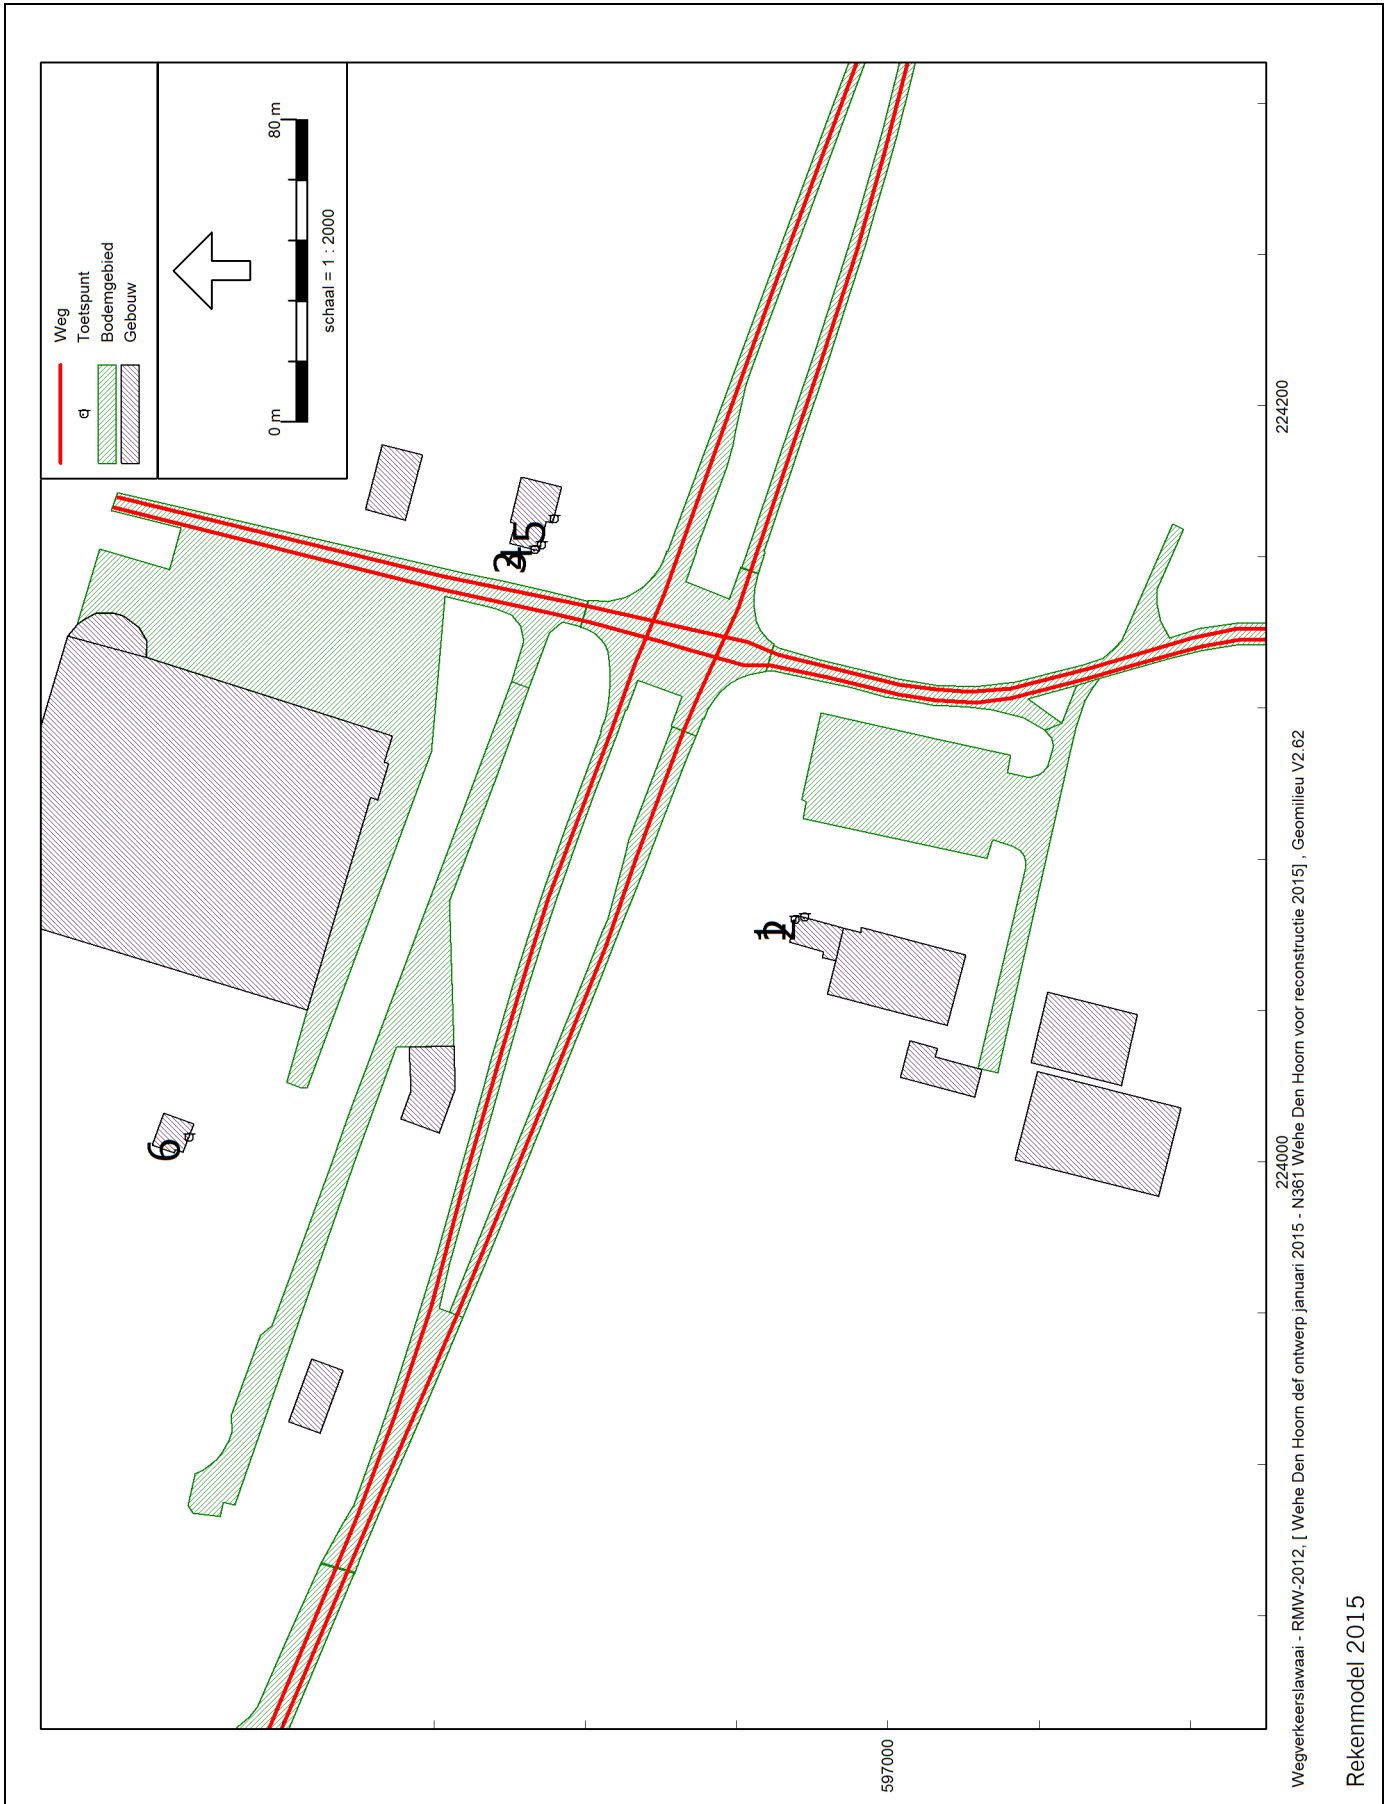 Weg
Toetspunt
Bodemgebied
Gebouw
0 m
80 m
schaal = 1 : 2000
6
3
4
5
1
2
597000
224000
224200
Wegverkeerslawaai - RMW-2012, [ Wehe Den Hoorn def ontwerp januari 2015 - N361 Wehe Den Hoorn voor reconstructie 2015] , Geomilieu V2.62
Rekenmodel 2015